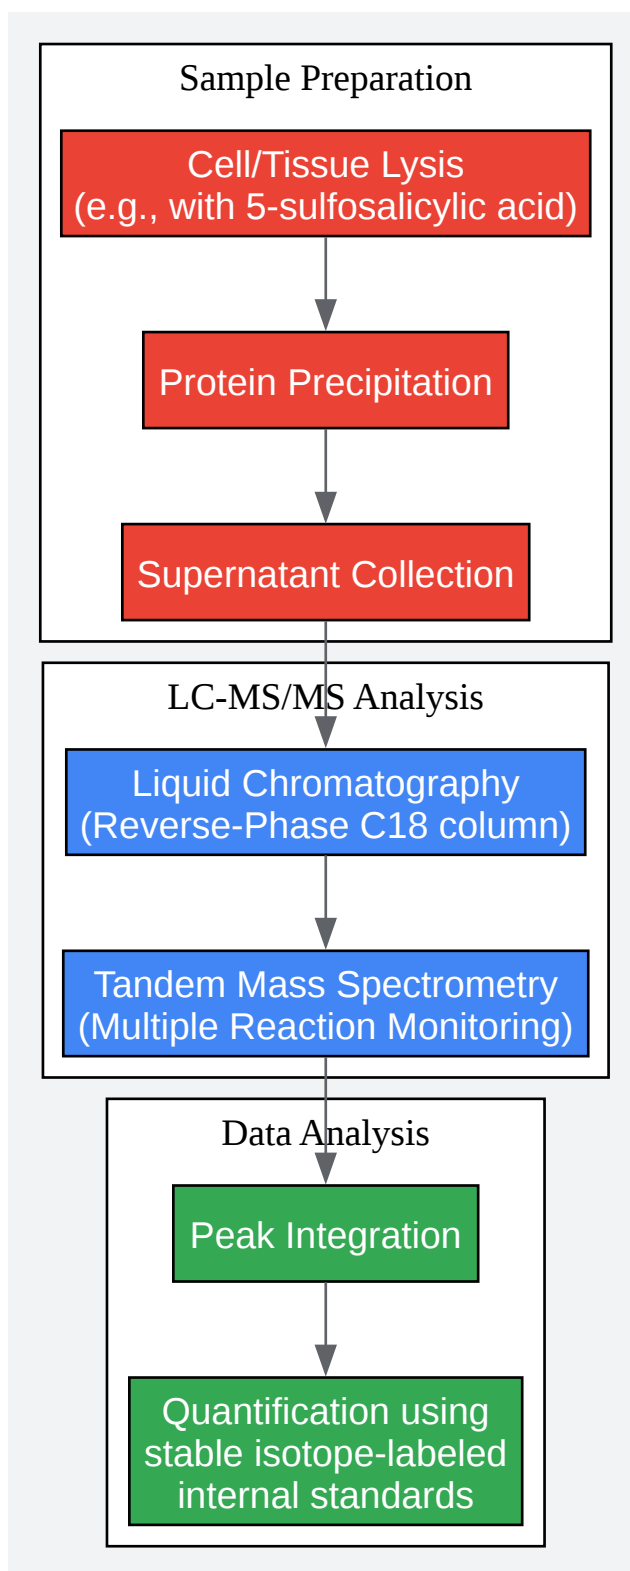 Sample Preparation
Cell/Tissue Lysis
(e.g., with 5-sulfosalicylic acid)
Protein Precipitation
Supernatant Collection
LC-MS/MS Analysis
Liquid Chromatography
(Reverse-Phase C18 column)
Tandem Mass Spectrometry
(Multiple Reaction Monitoring)
Data Analysis
Peak Integration
Quantification using
stable isotope-labeled
internal standards